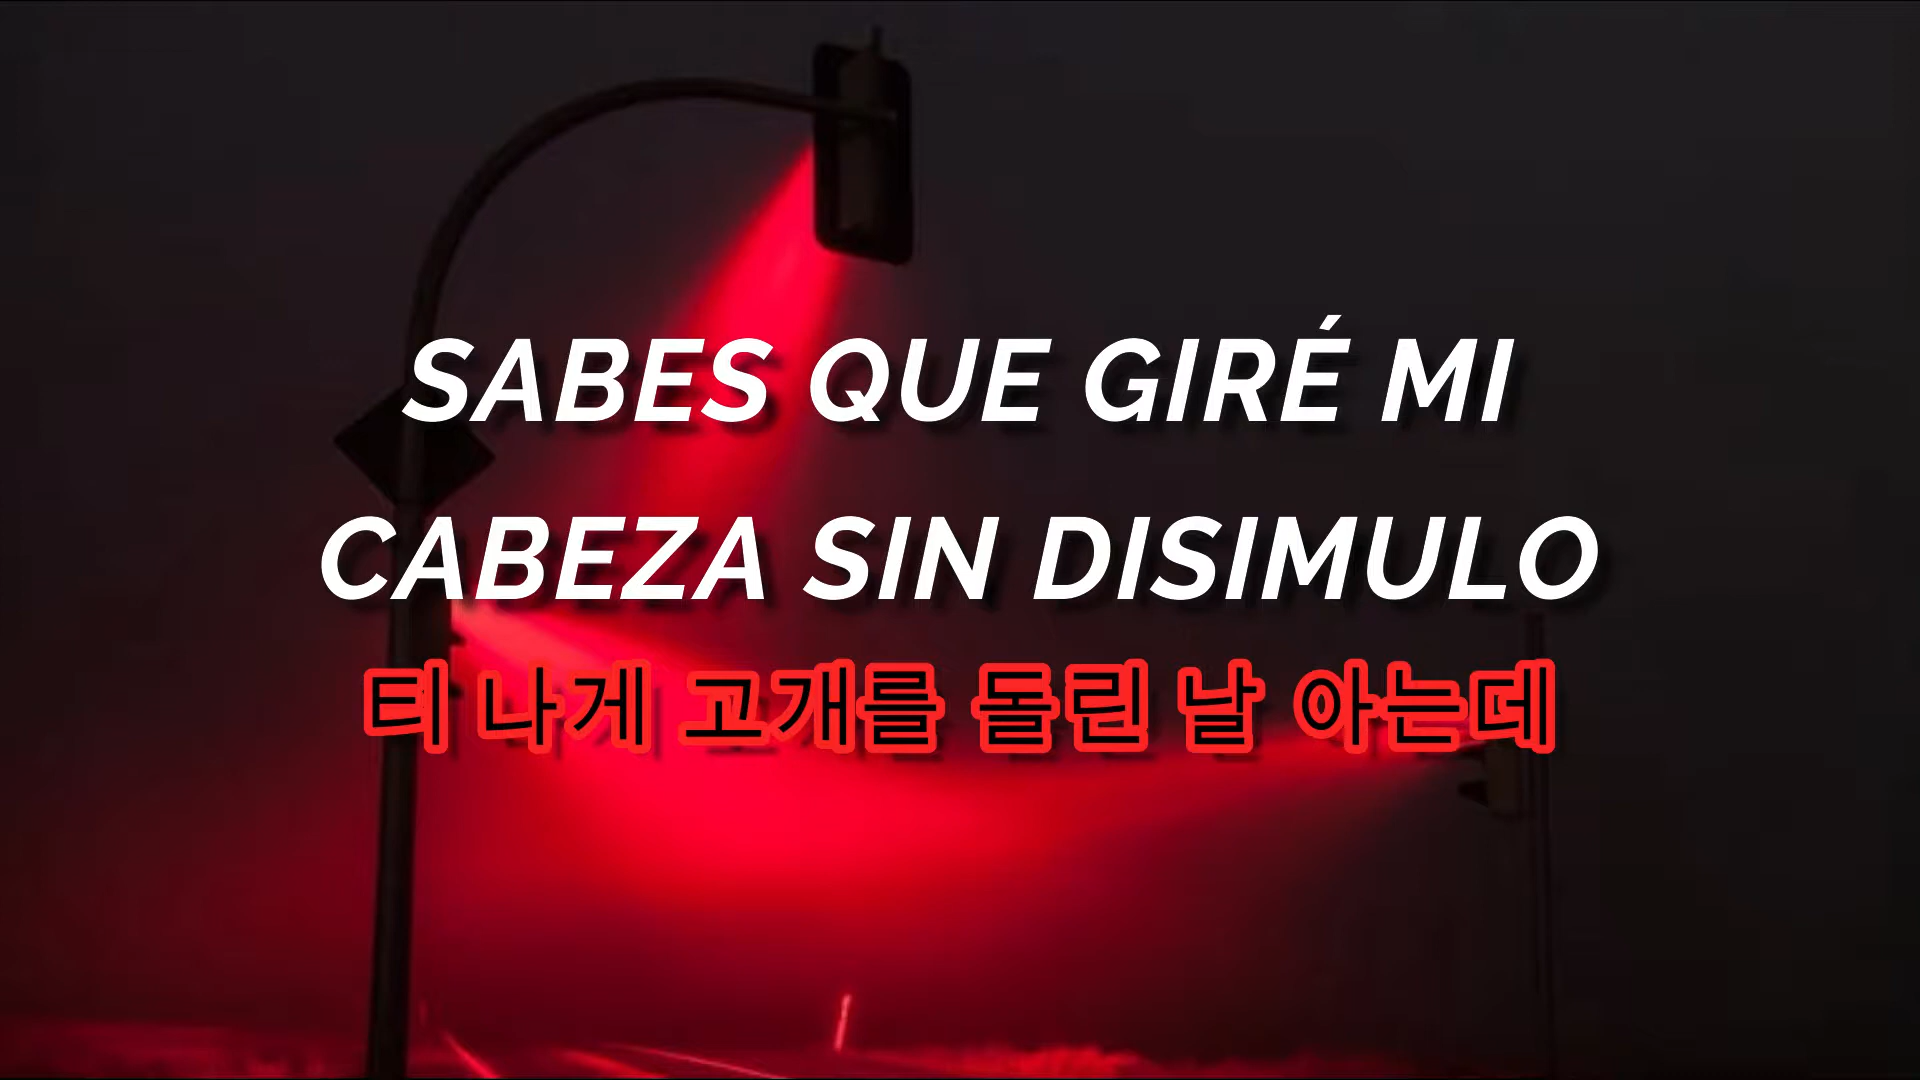 SABES QUE GIRÉ MI
CABEZA SIN DISIMULO
티 나게 고개를 돌린 날 아는데